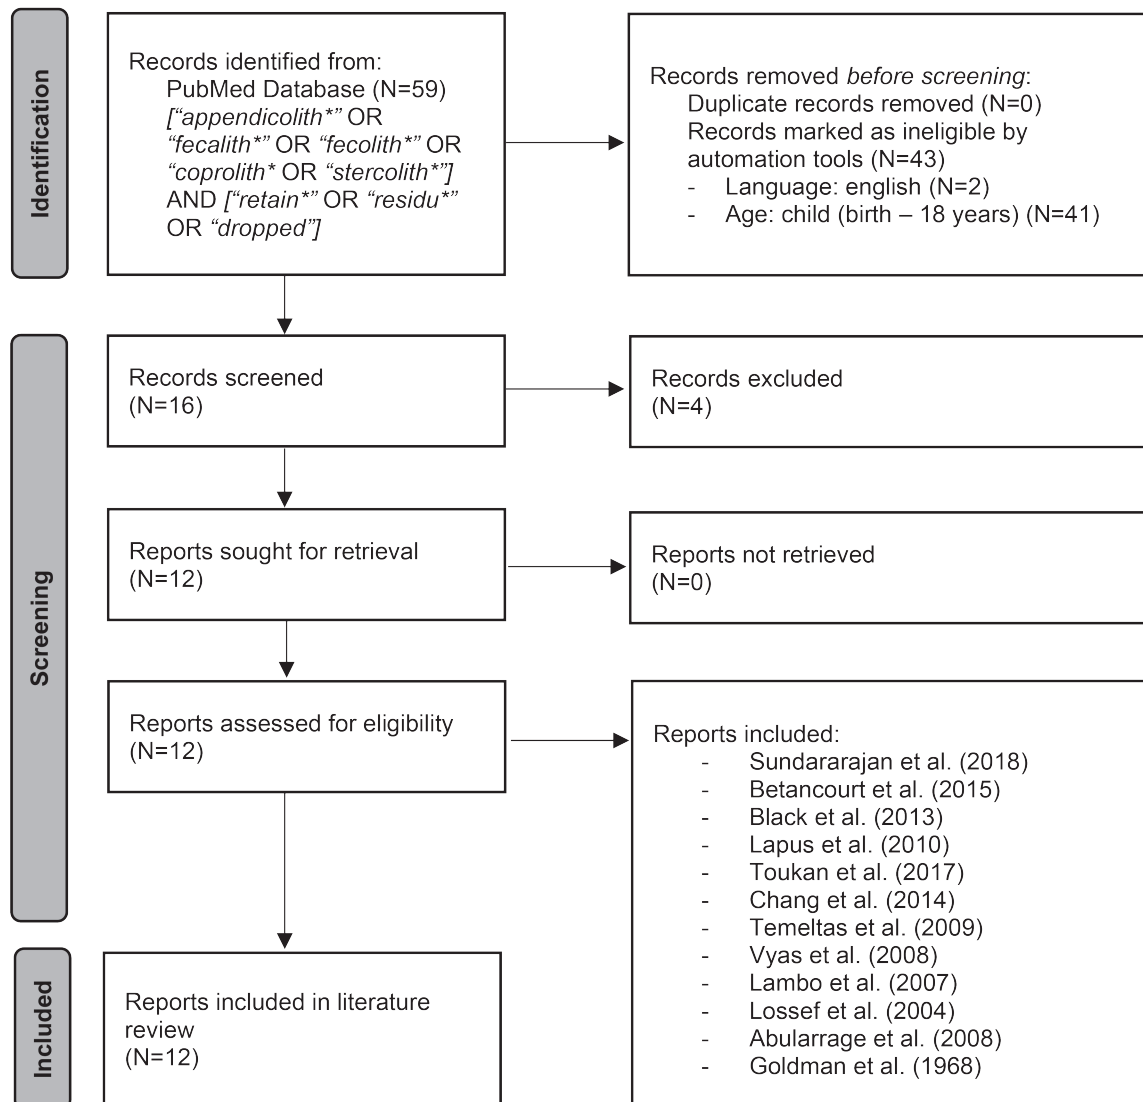 Identification
Records identified from:
PubMed Database (N=59)
[“appendicolith*” OR
“fecalith*” OR “fecolith*” OR
“coprolith* OR “stercolith*”]
AND [“retain*” OR “residu*”
OR “dropped”]
Records removed before screening:
Duplicate records removed (N=0)
Records marked as ineligible by
automation tools (N=43)
- Language: english (N=2)
- Age: child (birth – 18 years) (N=41)
Screening
Records screened
(N=16)
Records excluded
(N=4)
Reports sought for retrieval
(N=12)
Reports not retrieved
(N=0)
Reports assessed for eligibility
(N=12)
Reports included:
- Sundararajan et al. (2018)
- Betancourt et al. (2015)
- Black et al. (2013)
- Lapus et al. (2010)
- Toukan et al. (2017)
- Chang et al. (2014)
- Temeltas et al. (2009)
- Vyas et al. (2008)
- Lambo et al. (2007)
- Lossef et al. (2004)
- Abularrage et al. (2008)
- Goldman et al. (1968)
Included
Reports included in literature
review
(N=12)